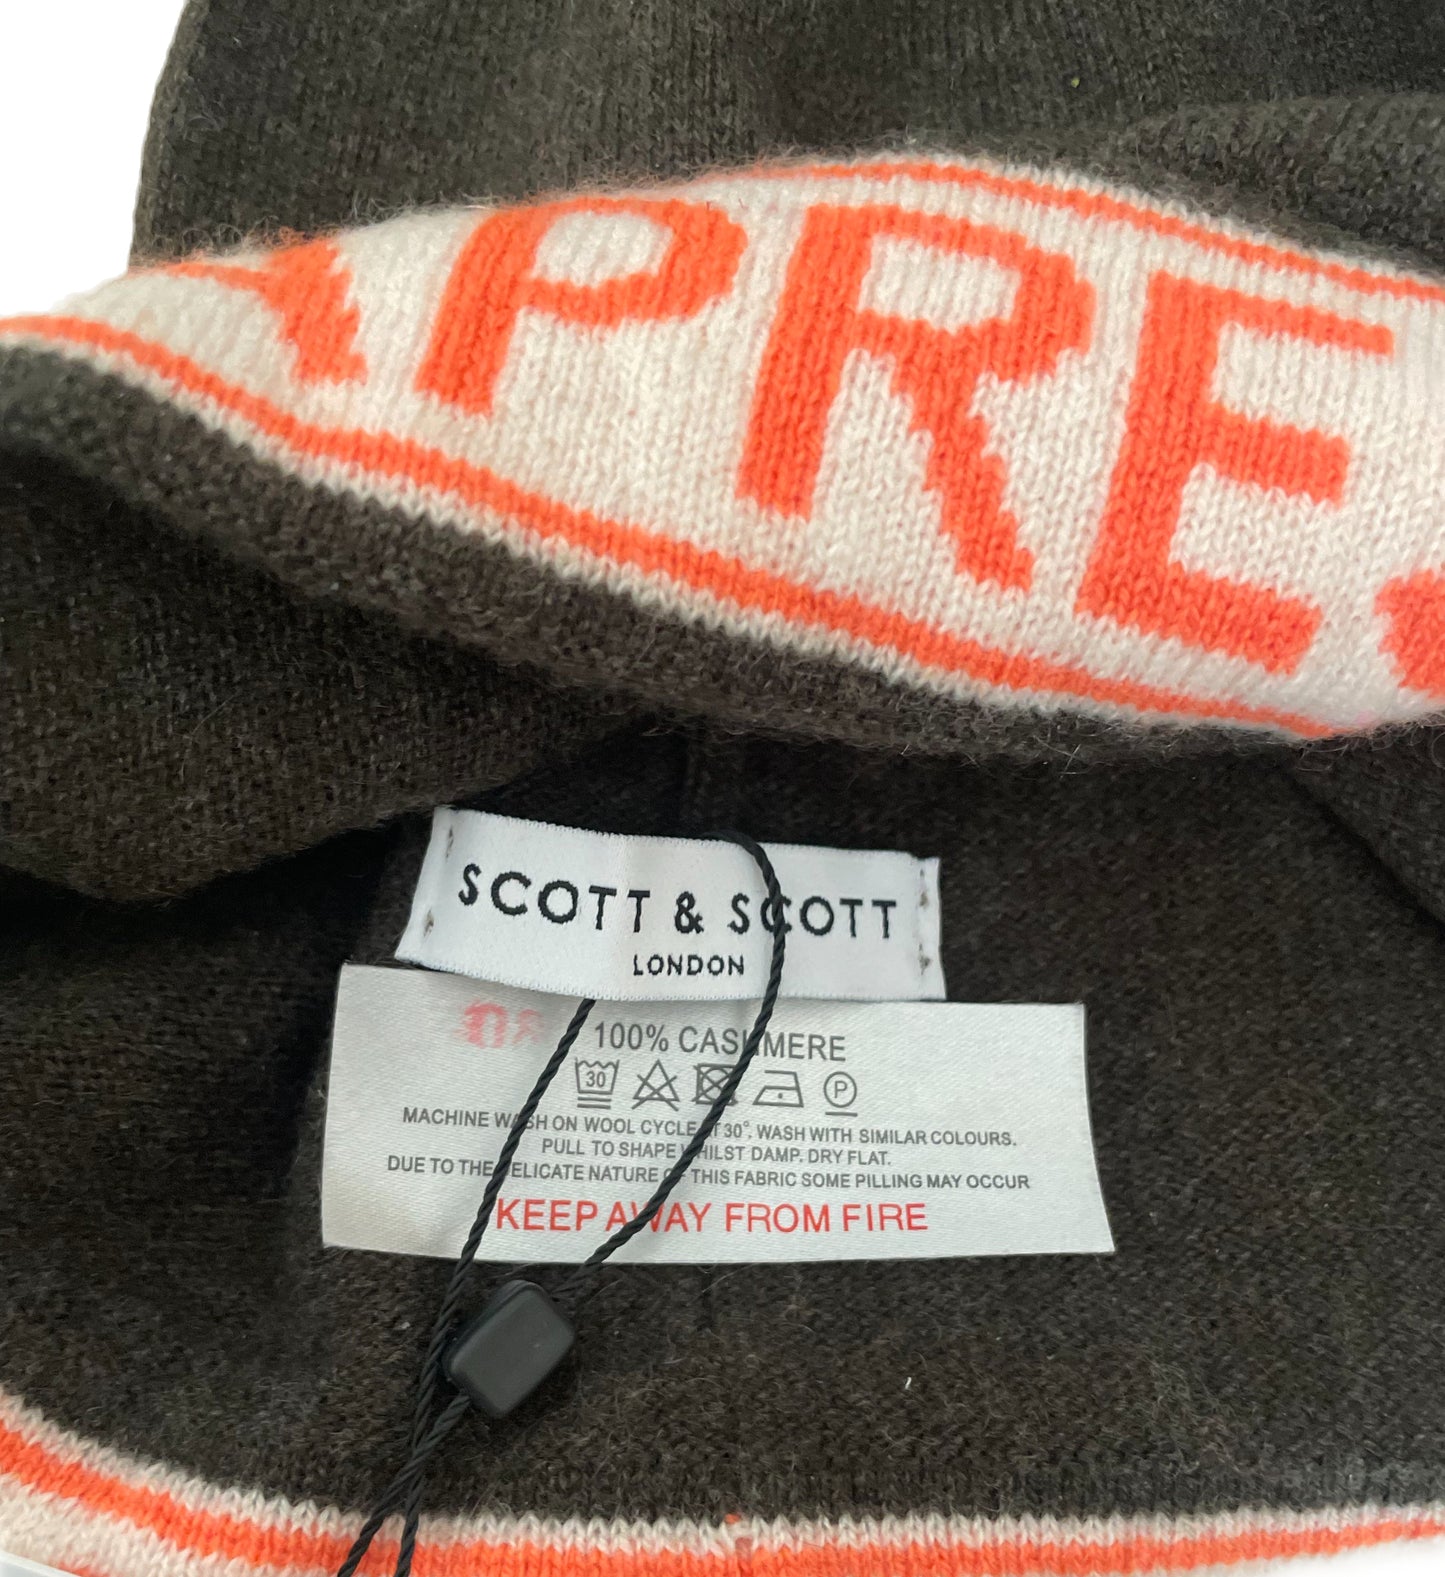 APRES
SCOTT & SCOTT
LONDON
100% CASHMERE
30 P
MACHINE WASH ON WOOL CYCLE AT 30°. WASH WITH SIMILAR COLOURS.
PULL TO SHAPE WHILST DAMP. DRY FLAT.
DUE TO THE DELICATE NATURE OF THIS FABRIC SOME PILLING MAY OCCUR
KEEP AWAY FROM FIRE